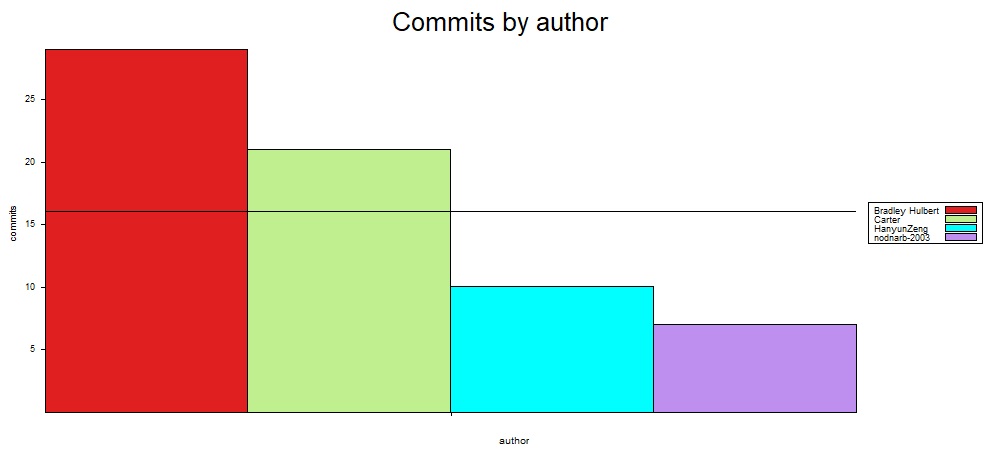 Commits by author
25
20
15
10
5
commits
author
Bradley Hulbert
Carter
HanyunZeng
nodnarb-2003